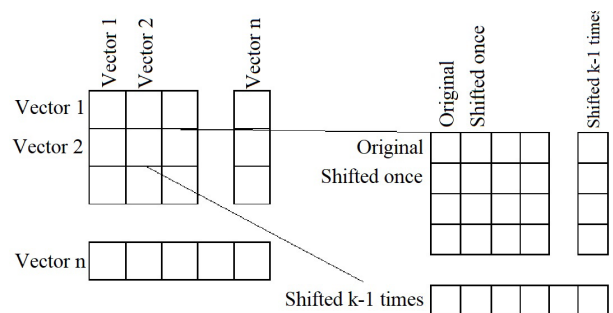 Vector 1
Vector 2
Vector n
Vector 1
Vector 2
Vector n
Original
Shifted once
Shifted k-1 times
Original
Shifted once
Shifted k-1 times